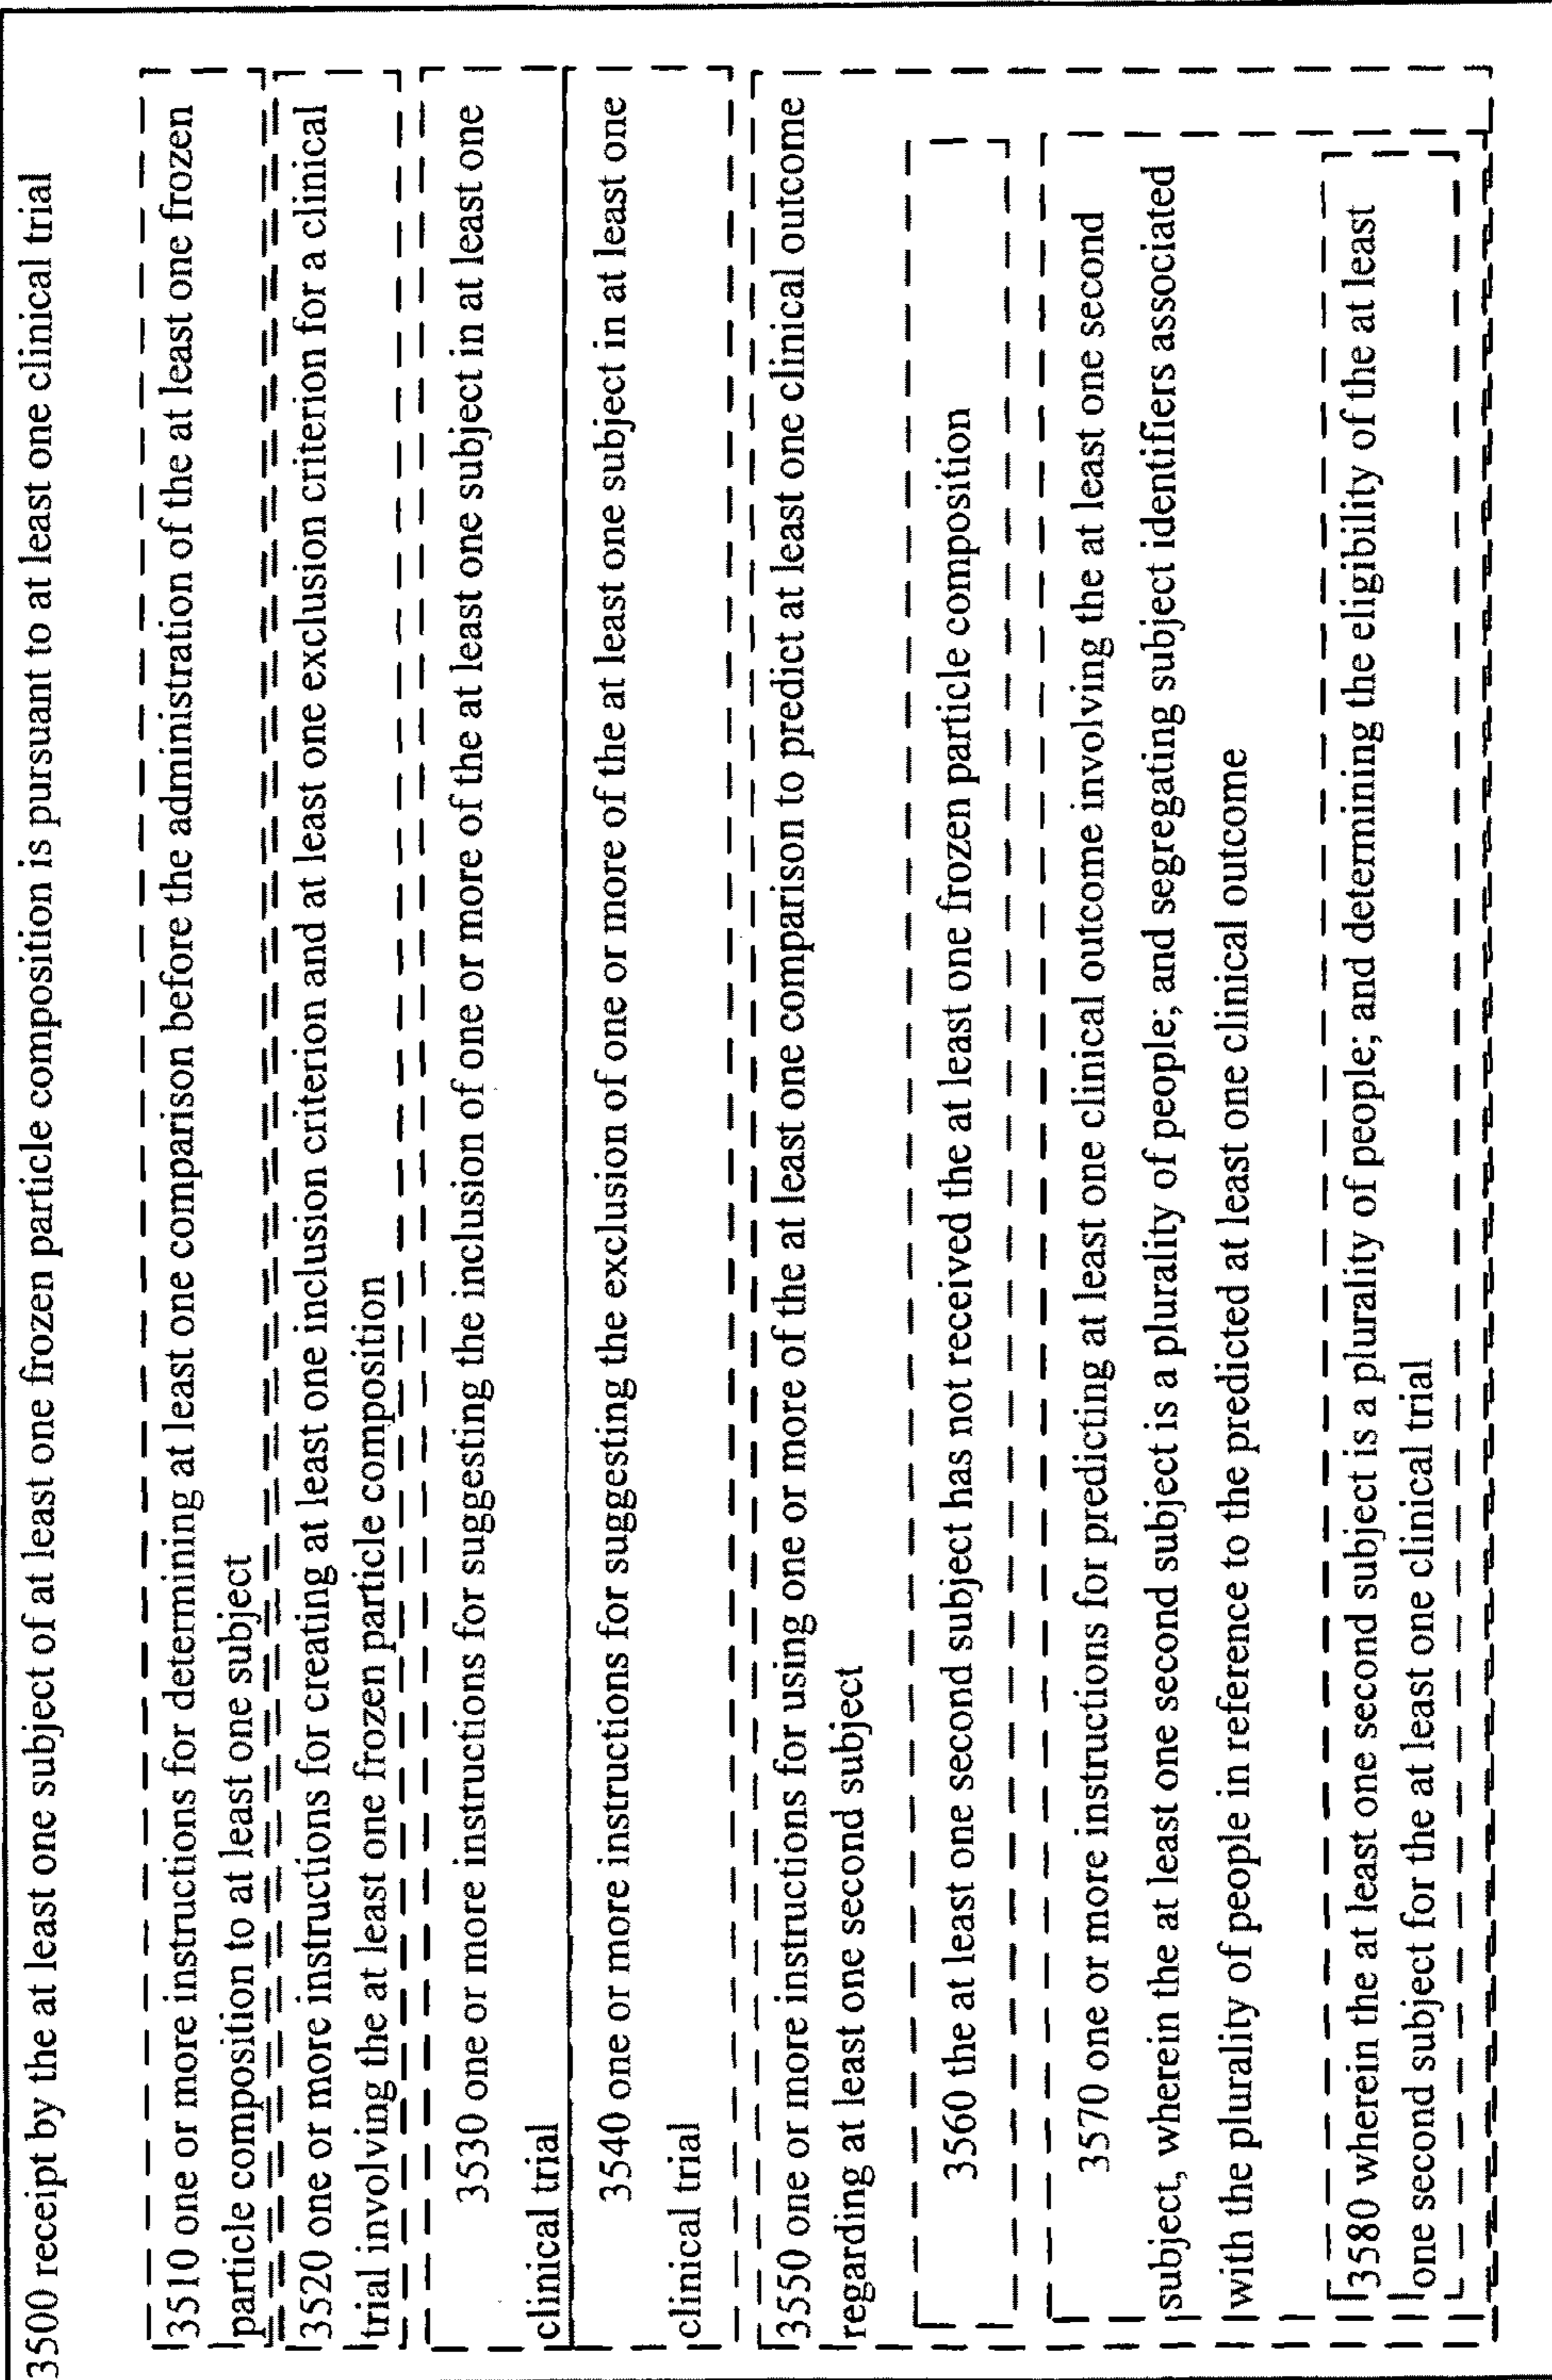 3500 receipt by the at least one subject of at least one frozen particle composition is pursuant to at least one clinical trial
3510 one or more instructions for determining at least one comparison before the administration of the at least one frozen
particle composition to at least one subject
3520 one or more instructions for creating at least one inclusion criterion and at least one exclusion criterion for a clinical
trial involving the at least one frozen particle composition
3530 one or more instructions for suggesting the inclusion of one or more of the at least one subject in at least one
clinical trial
3540 one or more instructions for suggesting the exclusion of one or more of the at least one subject in at least one
clinical trial
3550 one or more instructions for using one or more of the at least one comparison to predict at least one clinical outcome
regarding at least one second subject
3560 the at least one second subject has not received the at least one frozen particle composition
3570 one or more instructions for predicting at least one clinical outcome involving the at least one second
subject, wherein the at least one second subject is a plurality of people; and segregating subject identifiers associated
with the plurality of people in reference to the predicted at least one clinical outcome
3580 wherein the at least one second subject is a plurality of people; and determining the eligibility of the at least
one second subject for the at least one clinical trial